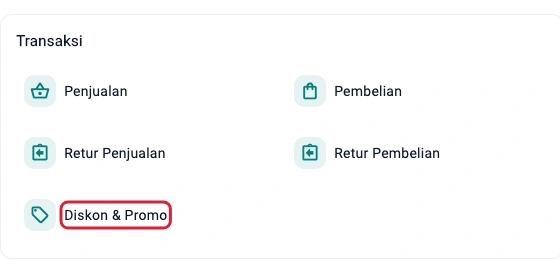 Transaksi
Penjualan
Pembelian
Retur Penjualan
Retur Pembelian
Diskon & Promo